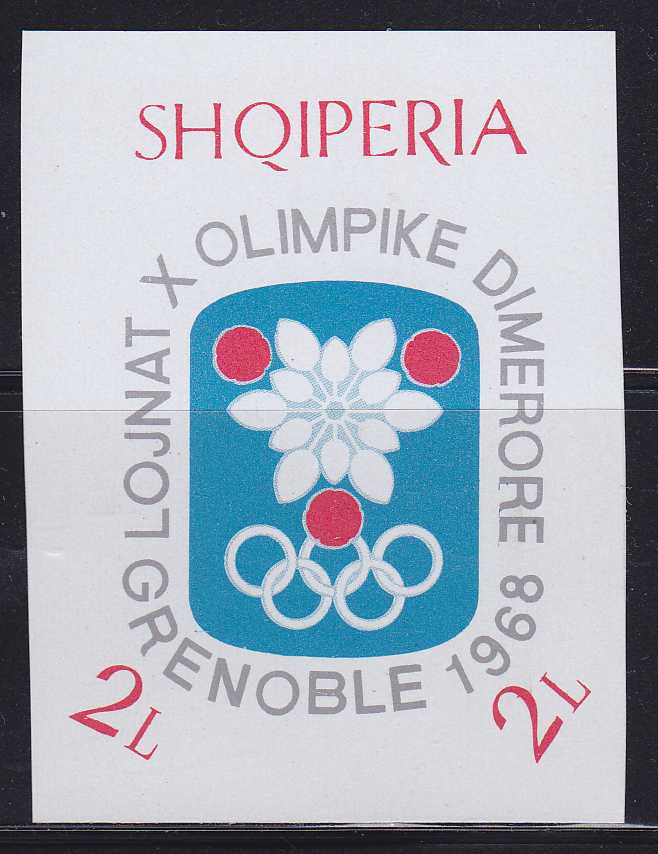 SHQIPERIA
LOJNAT X OLIMPIKE DIMERORE
GRENOBLE 1968
2L
2L